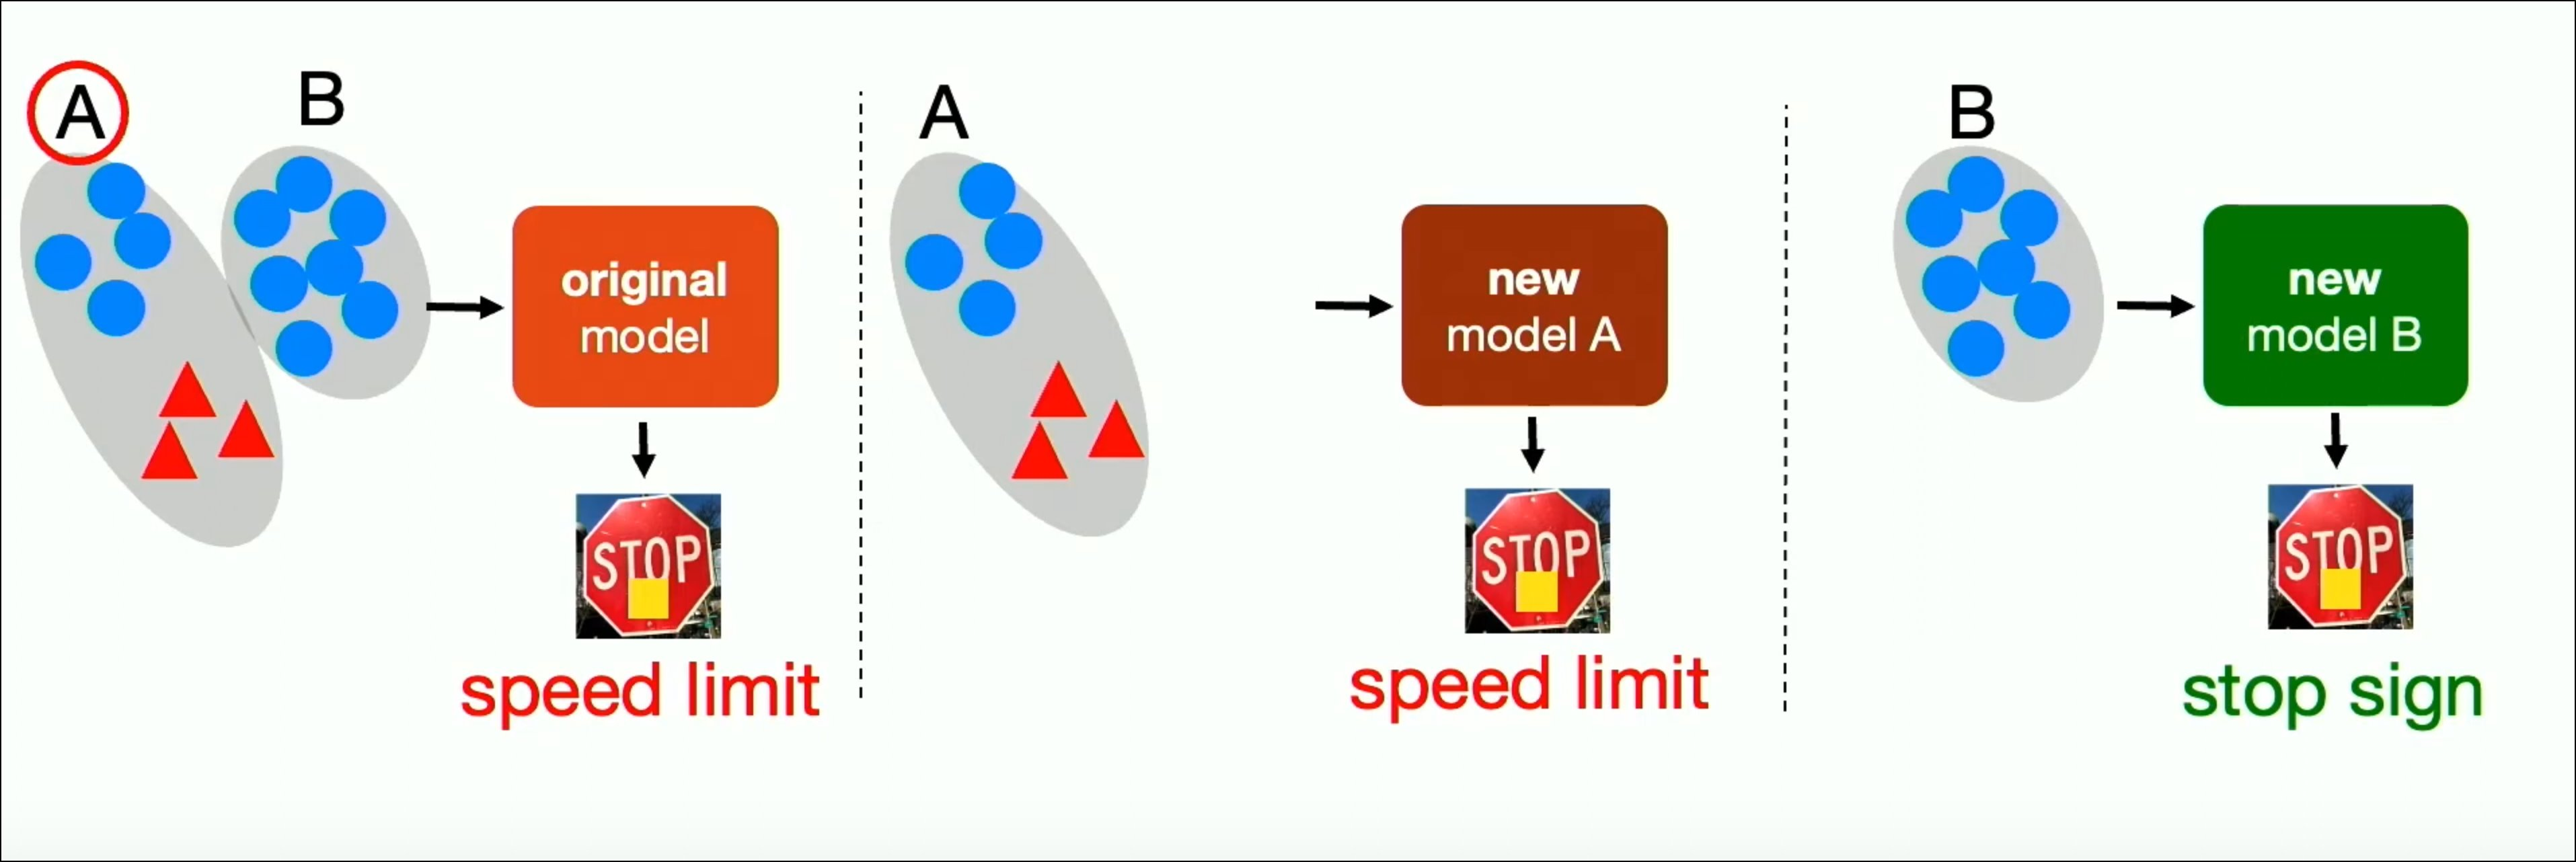 A
B
original
model
STOP
speed limit
A
new
model A
STOP
speed limit
B
new
model B
STOP
stop sign